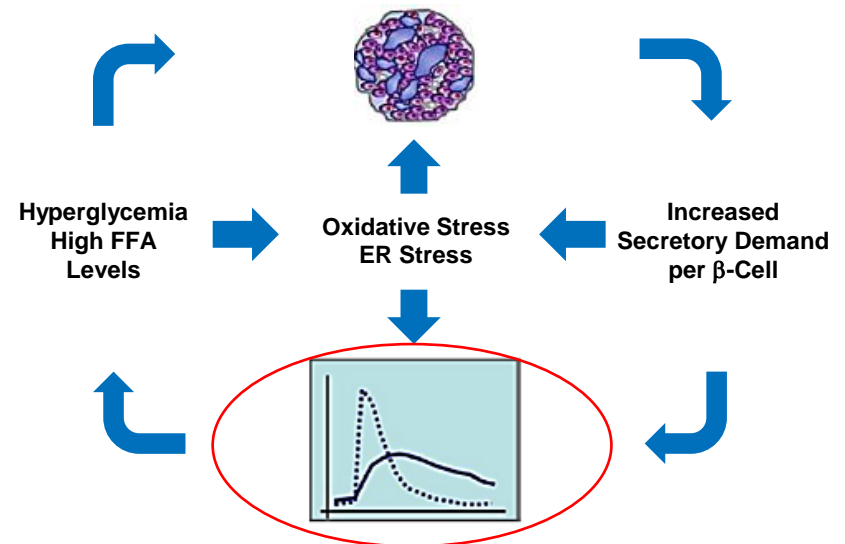 Hyperglycemia
High FFA
Levels
Oxidative Stress
ER Stress
Increased
Secretory Demand
per β-Cell